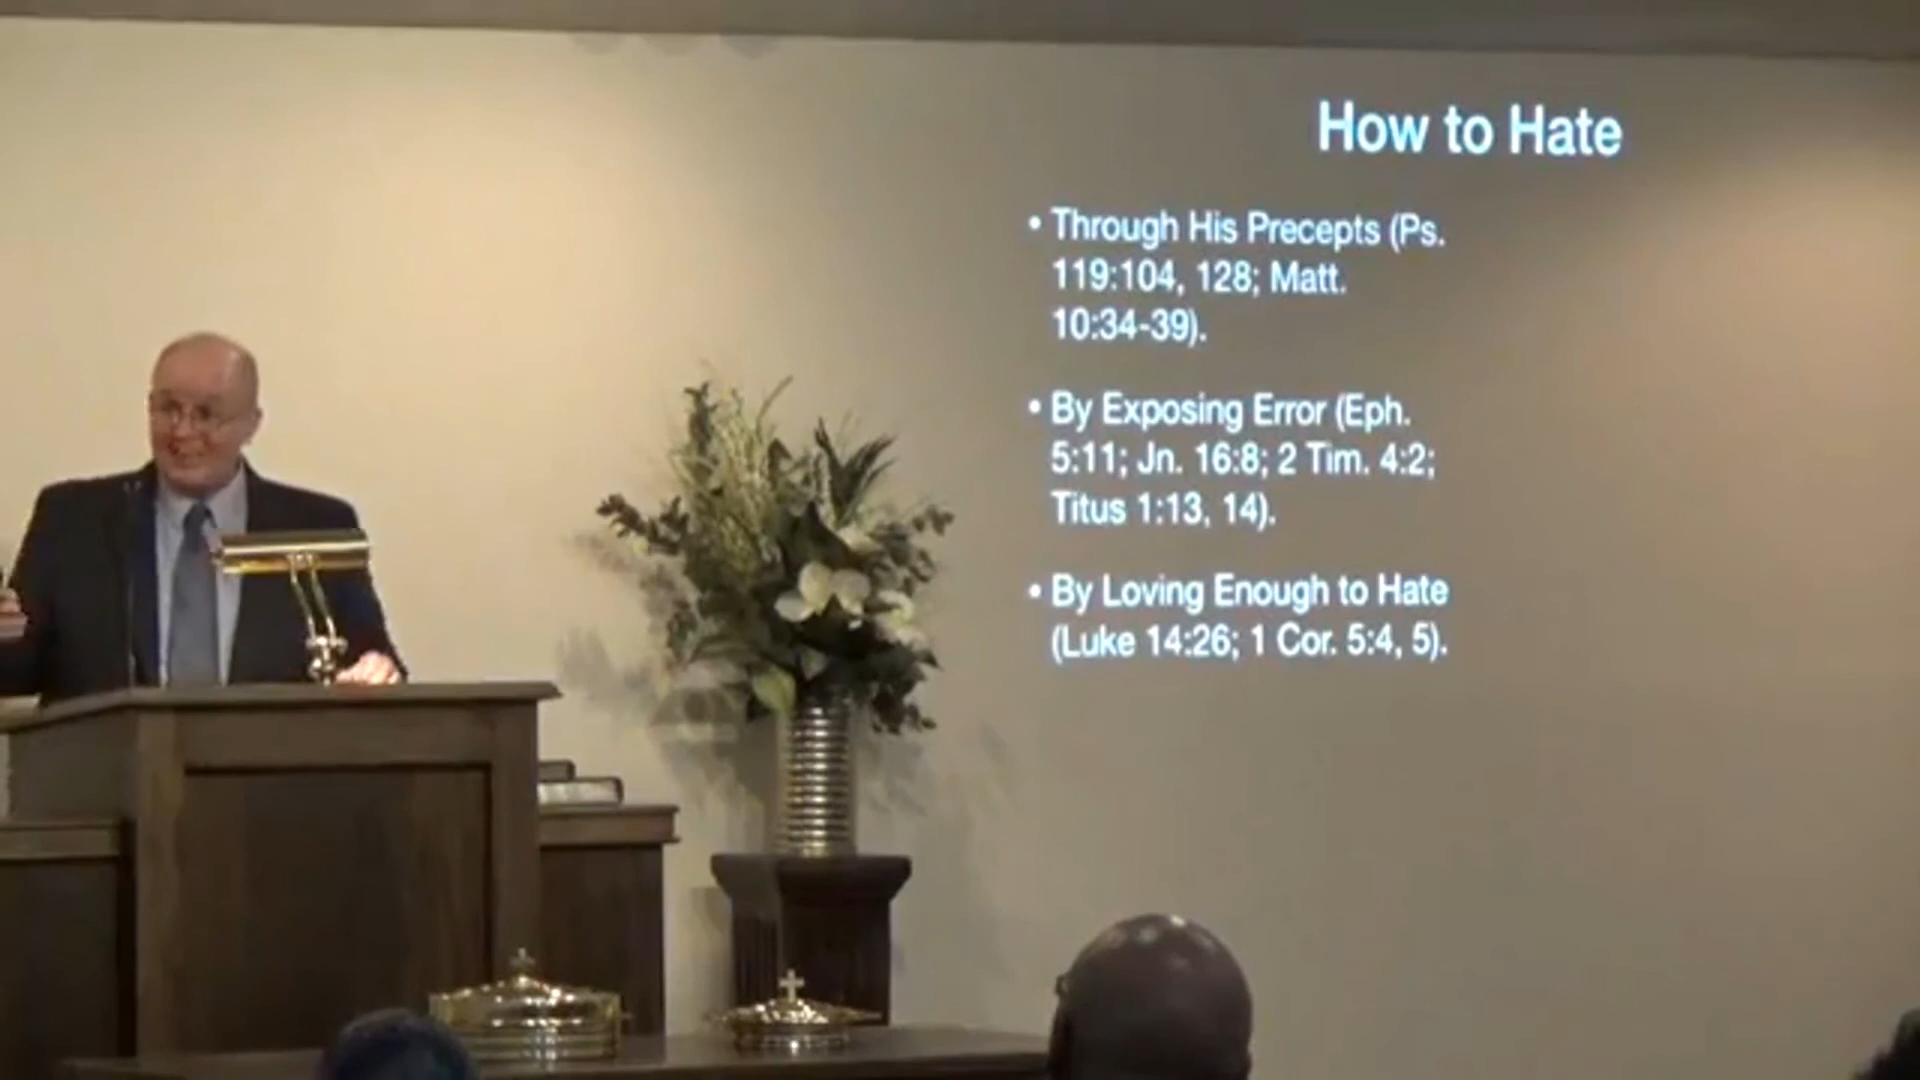 How to Hate
• Through His Precepts (Ps.
119:104, 128; Matt.
10:34-39).
• By Exposing Error (Eph.
5:11; Jn. 16:8; 2 Tim. 4:2;
Titus 1:13, 14).
• By Loving Enough to Hate
(Luke 14:26; 1 Cor. 5:4, 5).